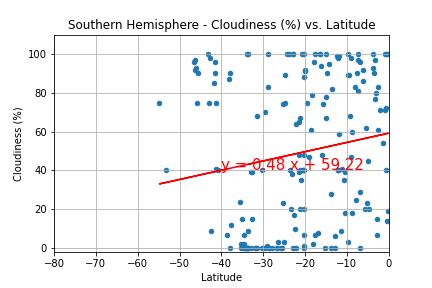 Southern Hemisphere - Cloudiness (%) vs. Latitude
100
80
60
40
20
0
Cloudiness (%)
y = 0.48 x + 59.22
−80 −70 −60 −50 −40 −30 −20 −10 0
Latitude